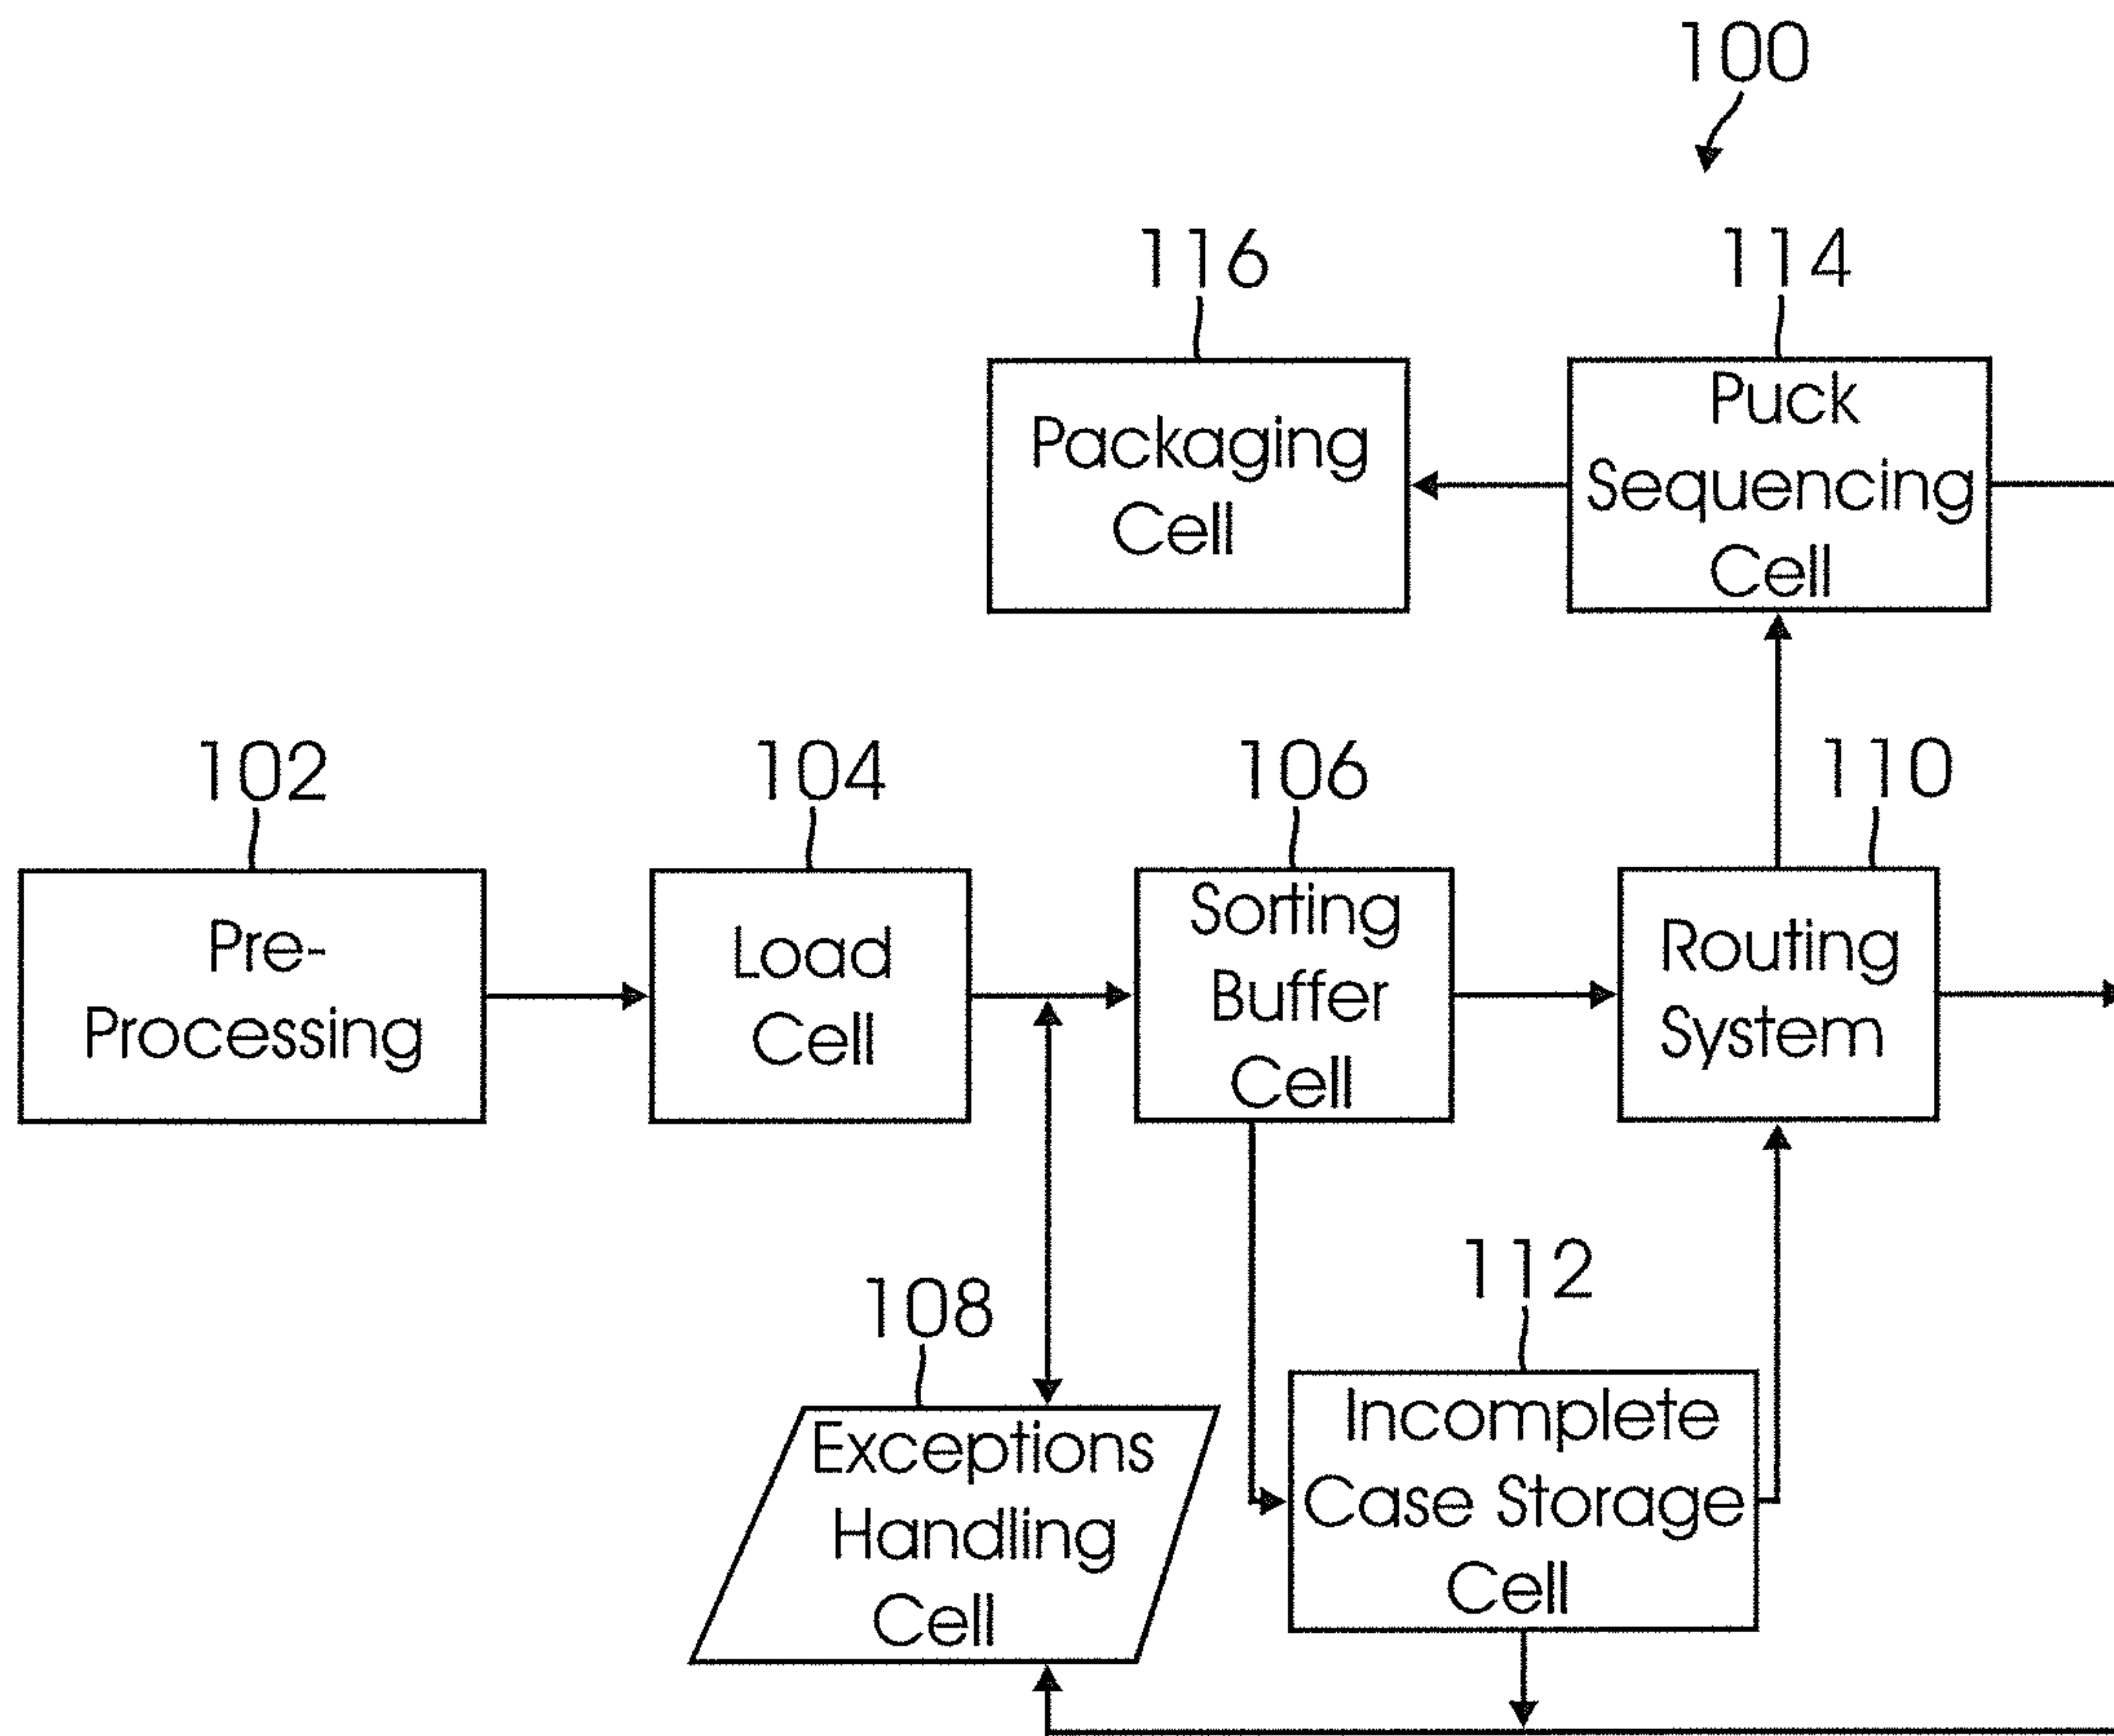 100
116
114
Packaging
Cell
Puck
Sequencing
Cell
102
104
106
110
Pre-
Processing
Load
Cell
Sorting
Buffer
Cell
Routing
System
108
112
Exceptions
Handling
Cell
Incomplete
Case Storage
Cell